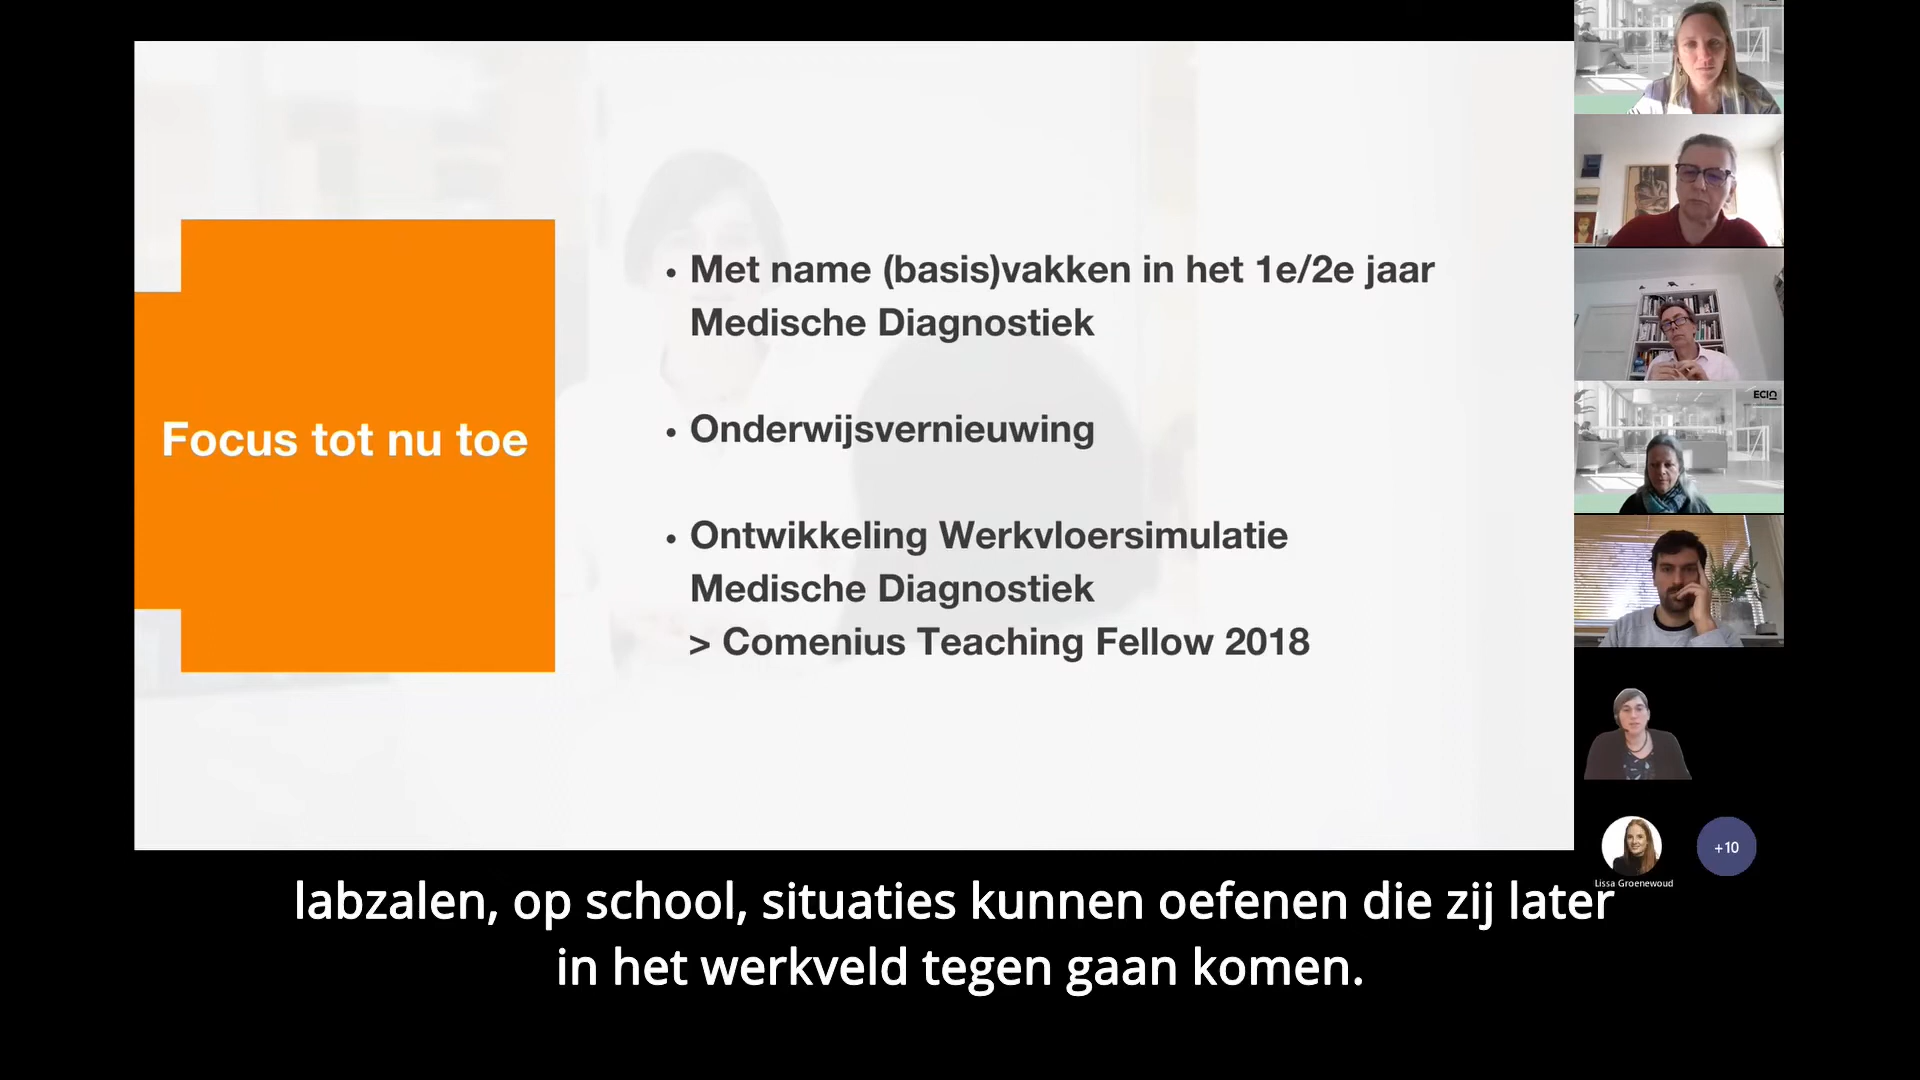 Focus tot nu toe
• Met name (basis)vakken in het 1e/2e jaar
Medische Diagnostiek
• Onderwijsvernieuwing
• Ontwikkeling Werkvloersimulatie
Medische Diagnostiek
> Comenius Teaching Fellow 2018
ECIO
+10
Lissa Groenewoud
labzalen, op school, situaties kunnen oefenen die zij later
in het werkveld tegen gaan komen.